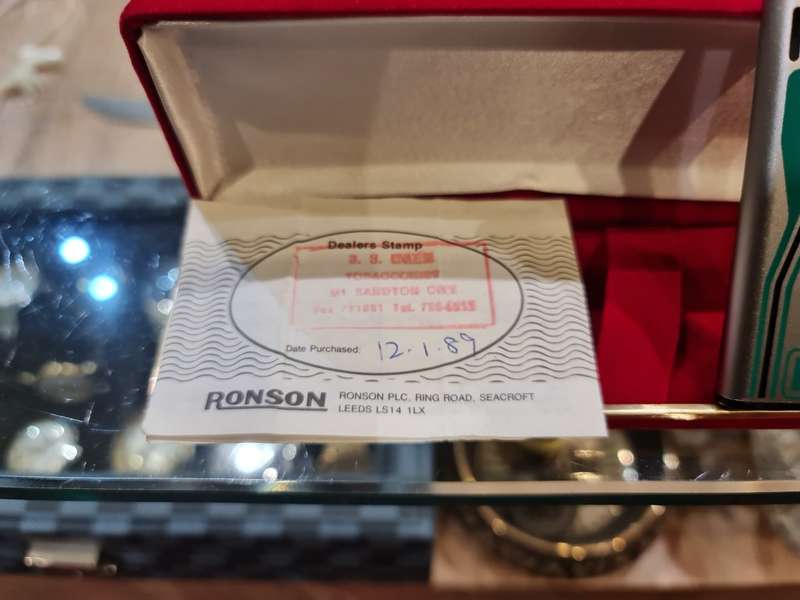 Dealers Stamp
TOBACCONIST
SANDTON CITY
Tel.
Date Purchased: 12.1.89
RONSON RONSON PLC, RING ROAD, SEACROFT
LEEDS LS14 1LX